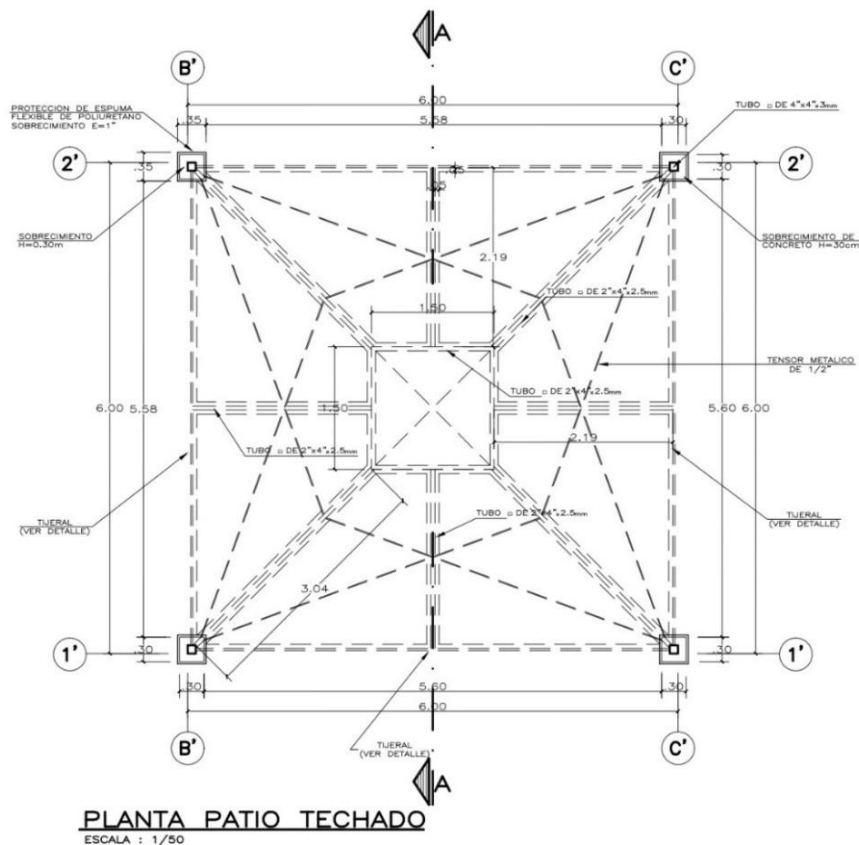 A
B'
C'
6.00
PROTECCION DE ESPUMA
FLEXIBLE DE POLIURETANO
SOBRECIMIENTO E=1"
TUBO □ DE 4"x4"x3mm
.35
5.58
.30
2'
2'
.35
.30
.05
.05
SOBRECIMIENTO
H=0.30m
SOBRECIMIENTO DE
CONCRETO H=30cm
2.19
TUBO □ DE 2"x4"x2.5mm
1.50
TENSOR METALICO
DE 1/2"
TUBO □ DE 2"x4"x2.5mm
6.00
5.58
1.50
5.60
6.00
2.19
TUBO □ DE 2"x4"x2.5mm
TIJERAL
(VER DETALLE)
TUBO □ DE 2"x4"x2.5mm
TIJERAL
(VER DETALLE)
3.04
1'
1'
.30
.30
.30
5.60
.30
6.00
B'
TIJERAL
(VER DETALLE)
C'
A
PLANTA PATIO TECHADO
ESCALA : 1/50